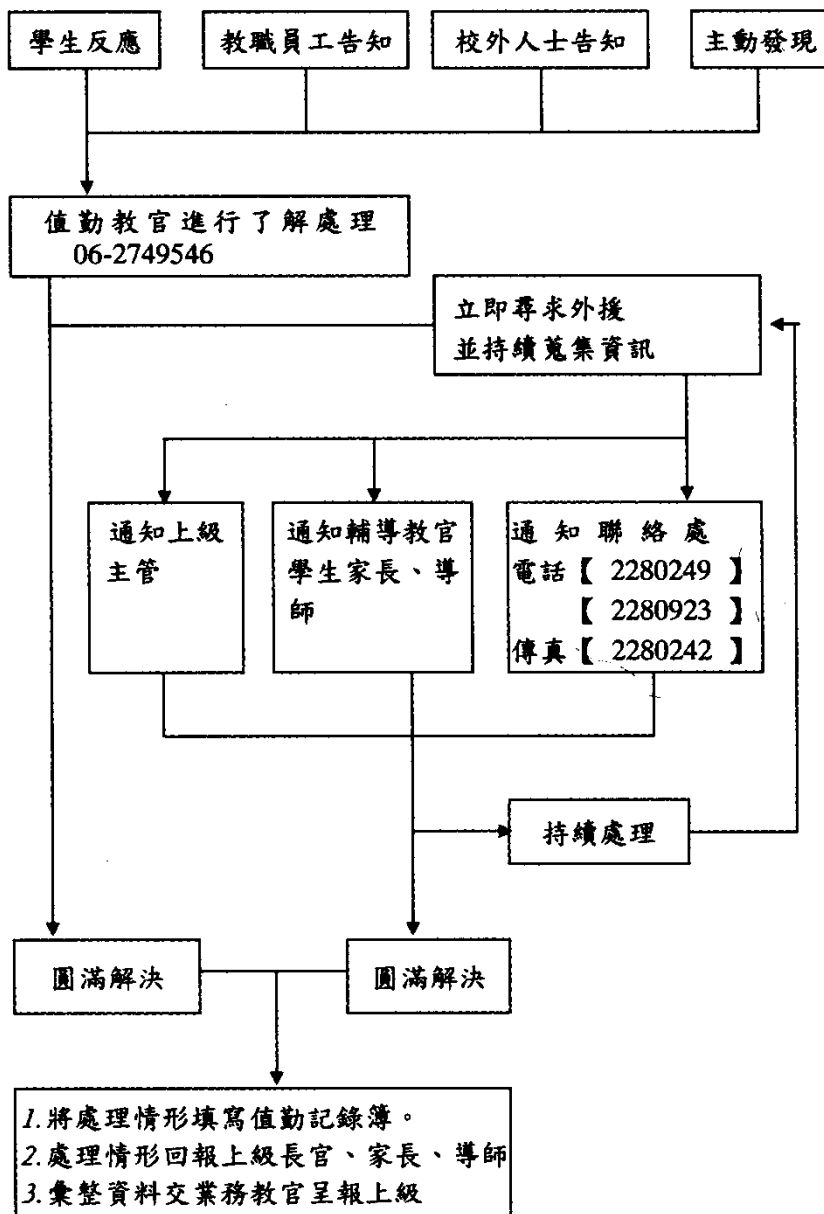 學生反應
教職員工告知
校外人士告知
主動發現
值勤教官進行了解處理
06-2749546
立即尋求外援
並持續蒐集資訊
通知上級
主管
通知輔導教官
學生家長、導
師
通知聯絡處
電話【 2280249 】
【 2280923 】
傳真【 2280242 】
持續處理
圓滿解決
圓滿解決
1.將處理情形填寫值勤記錄簿。
2.處理情形回報上級長官、家長、導師
3.彙整資料交業務教官呈報上級